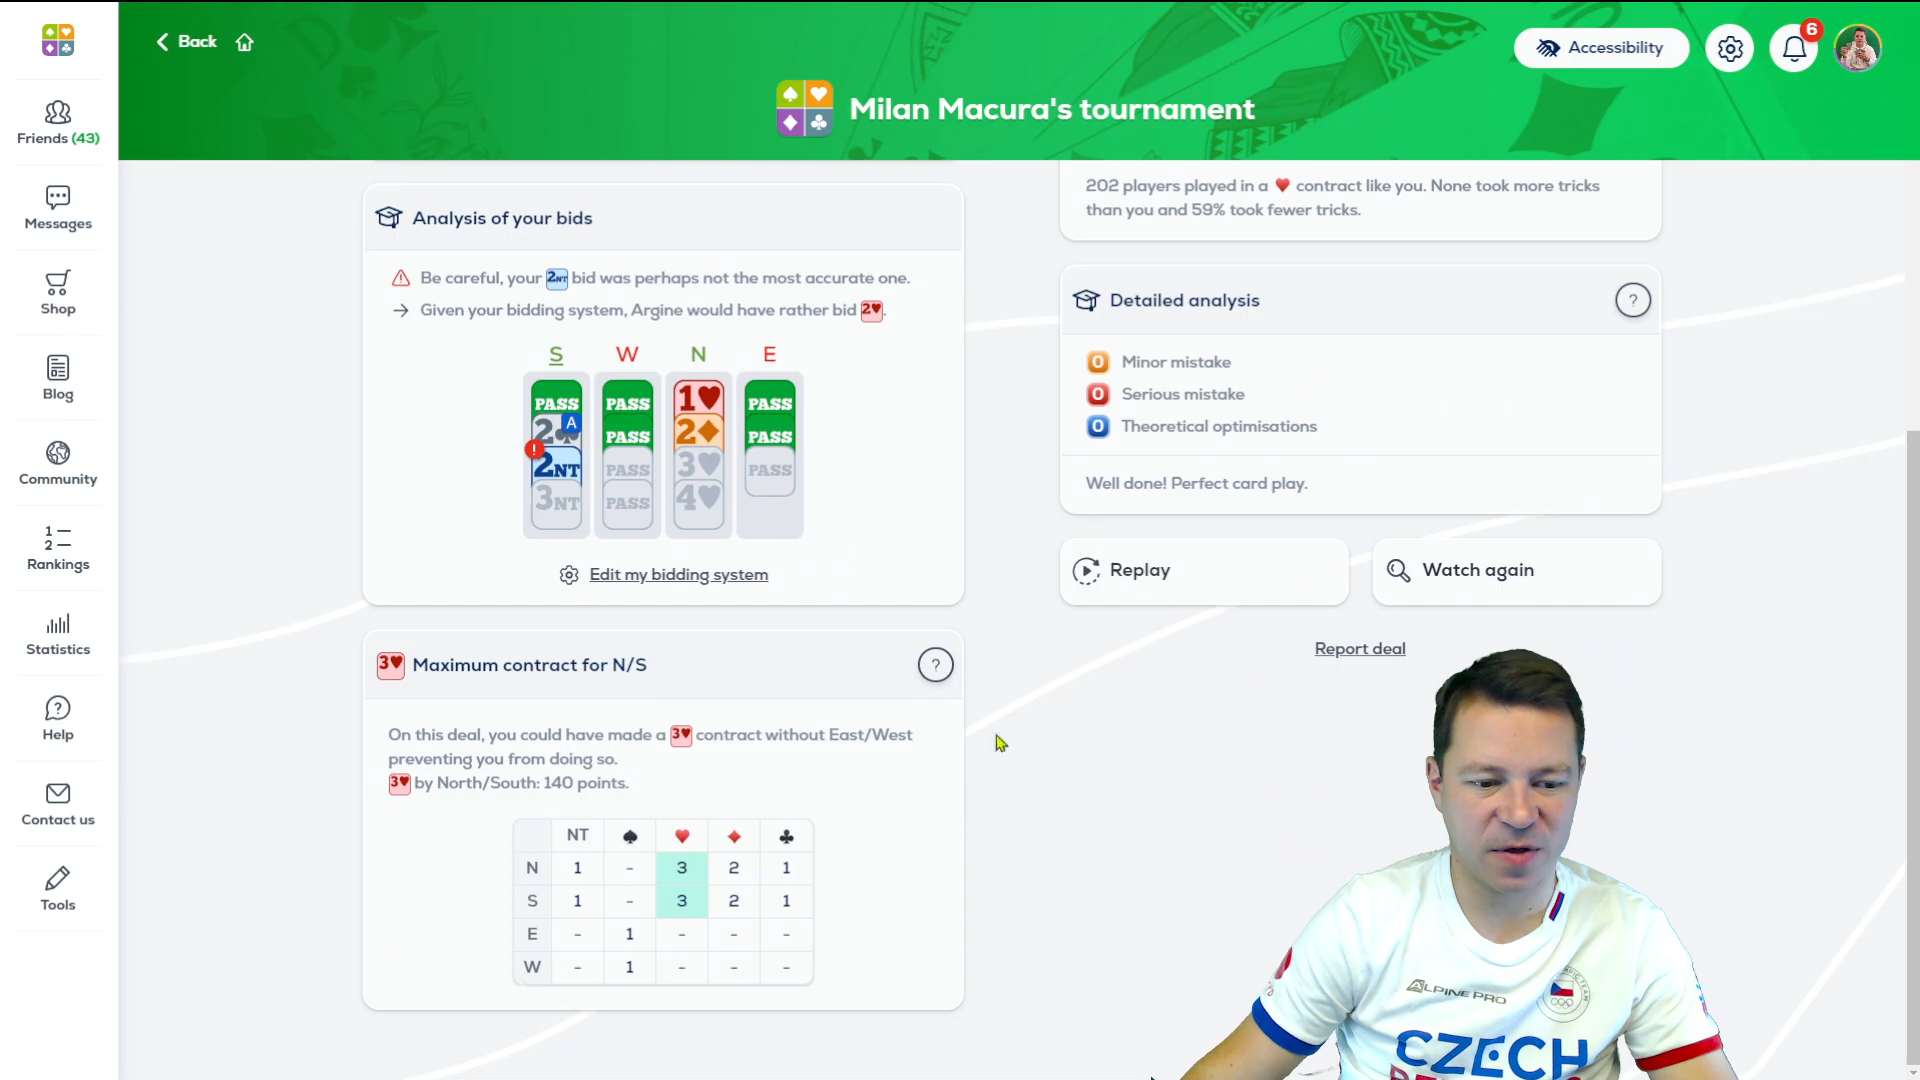 Back
Accessibility
6
Milan Macura's tournament
Friends (43)
Messages
Shop
Blog
Community
1
2
Rankings
Statistics
Help
Contact us
Tools
Analysis of your bids
Be careful, your 2NT bid was perhaps not the most accurate one.
Given your bidding system, Argine would have rather bid 2♥.
S W N E
PASS PASS 1♥ PASS
2♣ A PASS 2♦ PASS
! 2NT PASS 3♥ PASS
3NT PASS 4♥
Edit my bidding system
3♥ Maximum contract for N/S ?
On this deal, you could have made a 3♥ contract without East/West
preventing you from doing so.
3♥ by North/South: 140 points.
NT ♠ ♥ ♦ ♣
N 1 - 3 2 1
S 1 - 3 2 1
E - 1 - - -
W - 1 - - -
202 players played in a ♥ contract like you. None took more tricks
than you and 59% took fewer tricks.
Detailed analysis ?
0 Minor mistake
0 Serious mistake
0 Theoretical optimisations
Well done! Perfect card play.
Replay
Watch again
Report deal
ALPINE PRO
CZECH